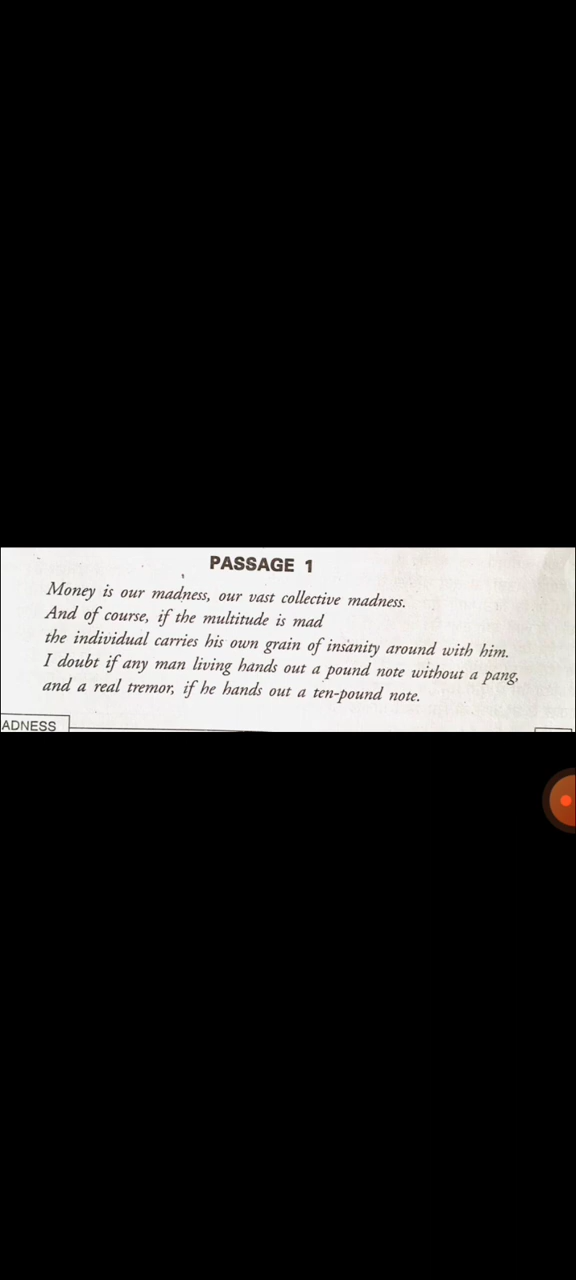 PASSAGE 1
Money is our madness, our vast collective madness.
And of course, if the multitude is mad
the individual carries his own grain of insanity around with him.
I doubt if any man living hands out a pound note without a pang,
and a real tremor, if he hands out a ten-pound note.
ADNESS